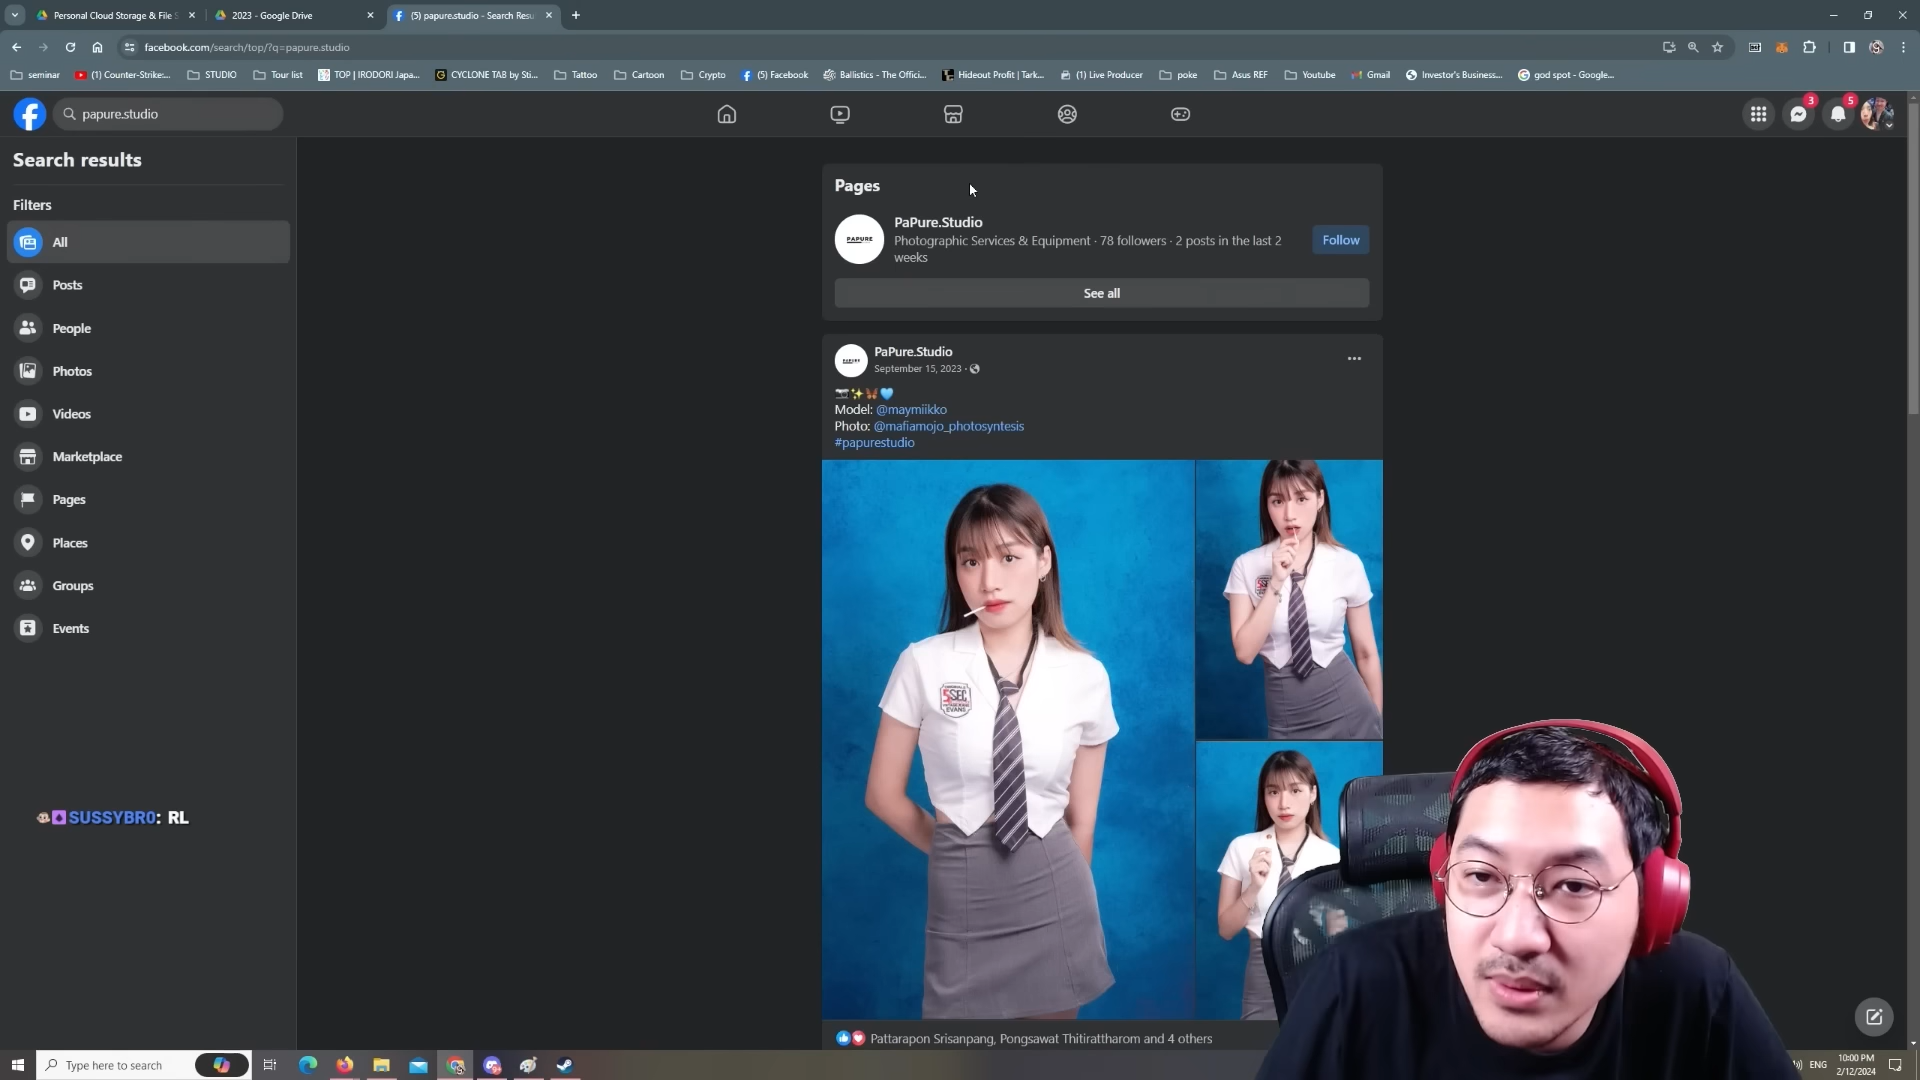 Personal Cloud Storage & File S
2023 - Google Drive
(5) papure.studio - Search Resu
facebook.com/search/top/?q=papure.studio
seminar
(1) Counter-Strike:...
STUDIO
Tour list
TOP | IRODORI Japa...
CYCLONE TAB by Sti...
Tattoo
Cartoon
Crypto
(5) Facebook
Ballistics - The Offici...
Hideout Profit | Tark...
(1) Live Producer
poke
Asus REF
Youtube
Gmail
Investor's Business...
god spot - Google...
papure.studio
3
5
Search results
Filters
All
Posts
People
Photos
Videos
Marketplace
Pages
Places
Groups
Events
Pages
PAPURE
PaPure.Studio
Photographic Services & Equipment · 78 followers · 2 posts in the last 2
weeks
Follow
See all
PaPure.Studio
September 15, 2023 ·
Model: @maymiikko
Photo: @mafiamojo_photosyntesis
#papurestudio
5SEC
EVANS
SUSSYBR0: RL
Pattarapon Srisanpang, Pongsawat Thitirattharom and 4 others
Type here to search
ENG
10:00 PM
2/12/2024